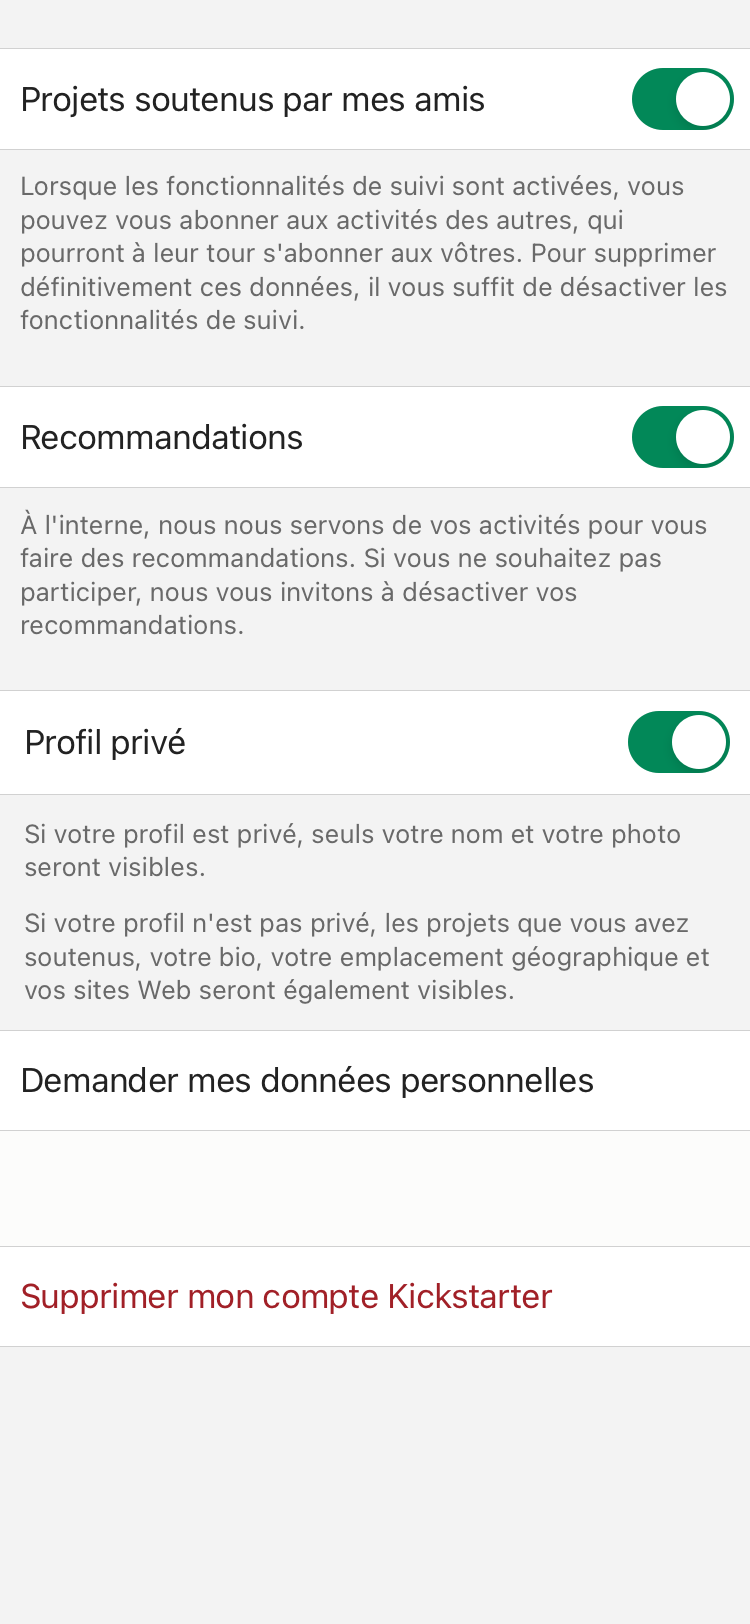 Projets soutenus par mes amis
Lorsque les fonctionnalités de suivi sont activées, vous
pouvez vous abonner aux activités des autres, qui
pourront à leur tour s'abonner aux vôtres. Pour supprimer
définitivement ces données, il vous suffit de désactiver les
fonctionnalités de suivi.
Recommandations
À l'interne, nous nous servons de vos activités pour vous
faire des recommandations. Si vous ne souhaitez pas
participer, nous vous invitons à désactiver vos
recommandations.
Profil privé
Si votre profil est privé, seuls votre nom et votre photo
seront visibles.
Si votre profil n'est pas privé, les projets que vous avez
soutenus, votre bio, votre emplacement géographique et
vos sites Web seront également visibles.
Demander mes données personnelles
Supprimer mon compte Kickstarter